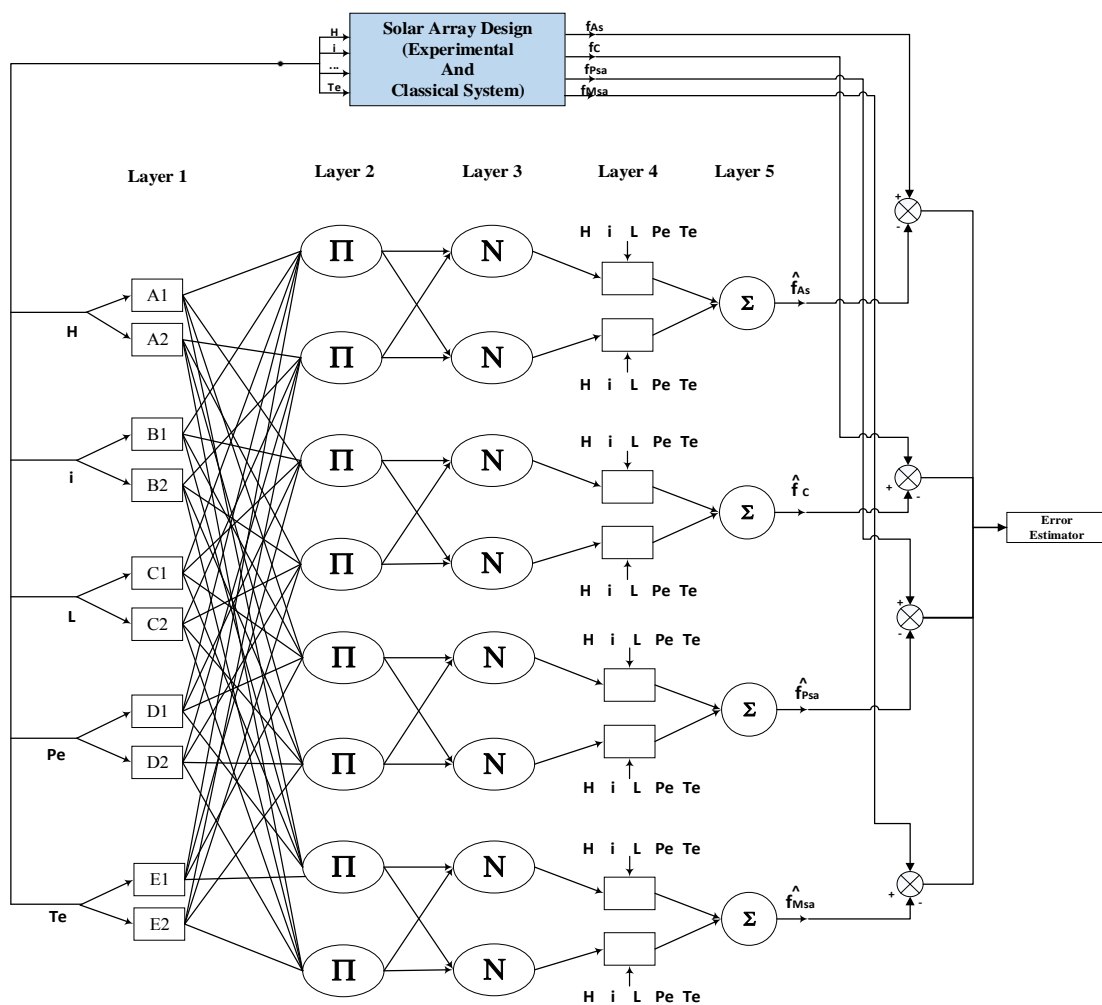 H
i
...
Te
Solar Array Design
(Experimental
And
Classical System)
fAs
fC
fPsa
fMsa
Layer 1
Layer 2
Layer 3
Layer 4
Layer 5
H i L Pe Te
+
-
Π
N
f̂As
Σ
A1
H
A2
Π
N
H i L Pe Te
H i L Pe Te
B1
i
B2
Π
N
f̂C
Σ
+
-
C1
L
C2
Π
N
H i L Pe Te
Error
Estimator
+
-
H i L Pe Te
Π
N
f̂Psa
Σ
D1
Pe
D2
Π
N
H i L Pe Te
H i L Pe Te
E1
Te
E2
Π
N
f̂Msa
Σ
+
-
Π
N
H i L Pe Te